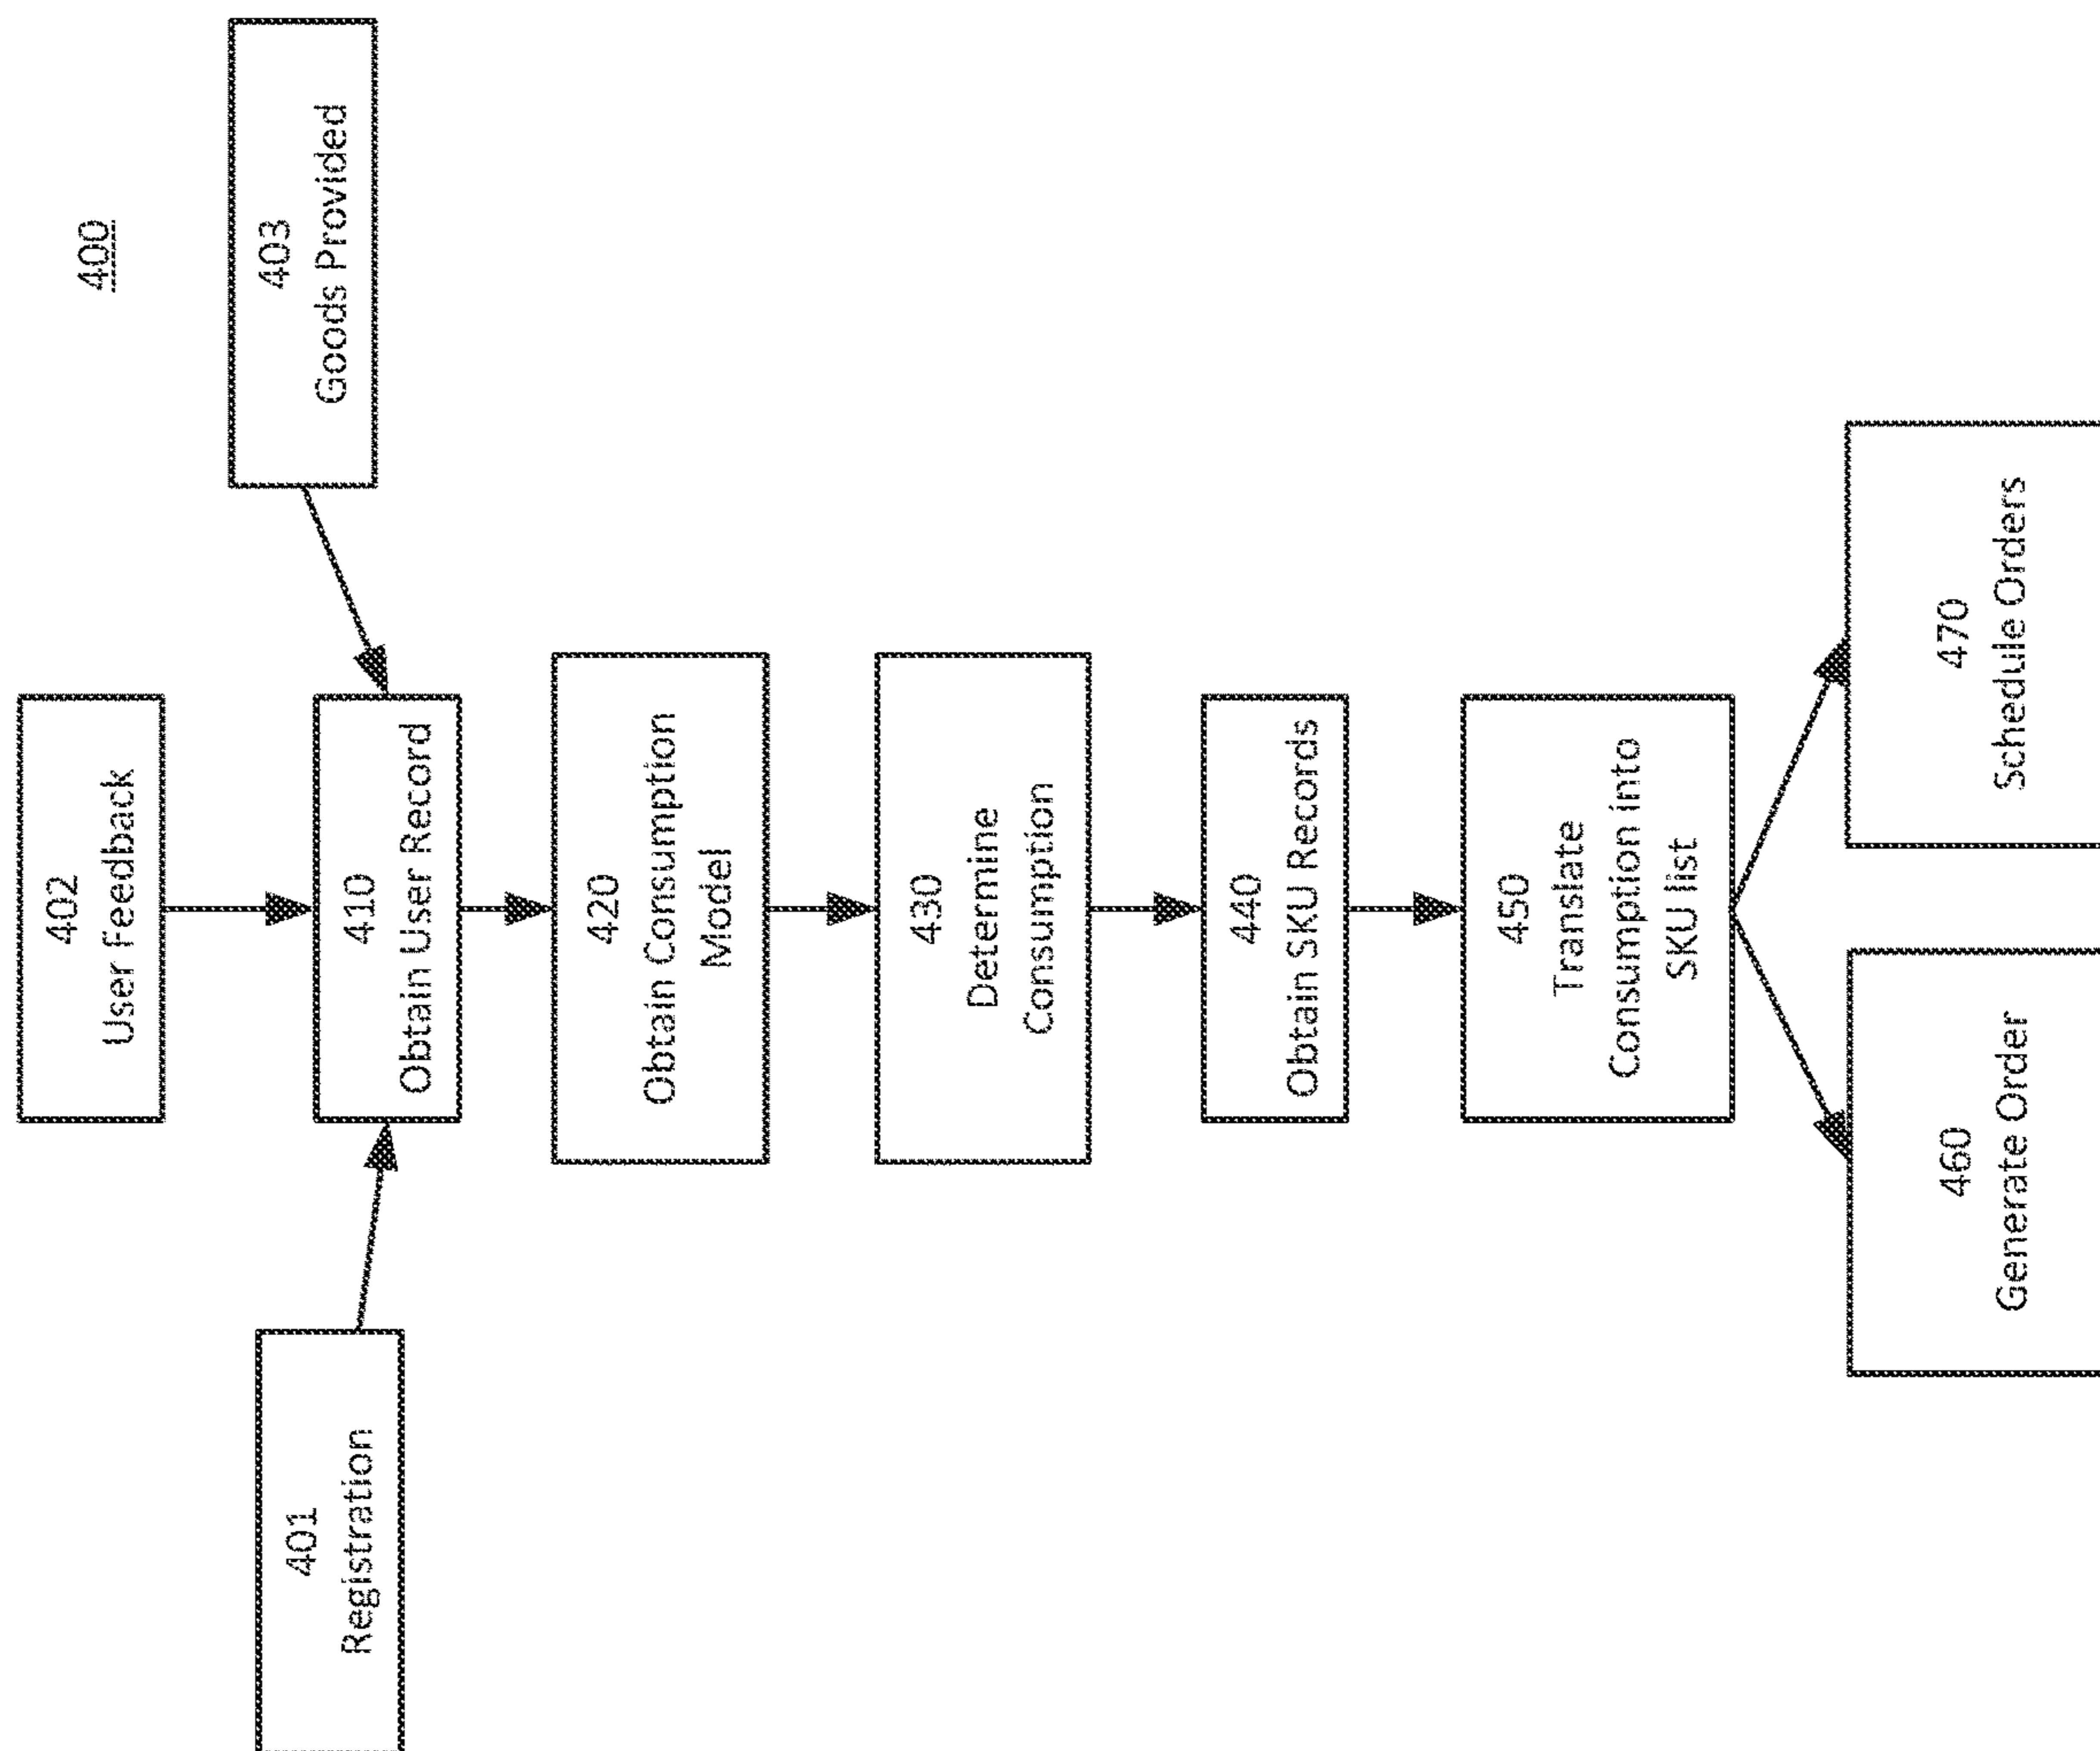 400
402
User Feedback
401
Registration
403
Goods Provided
410
Obtain User Record
420
Obtain Consumption
Model
430
Determine
Consumption
440
Obtain SKU Records
450
Translate
Consumption into
SKU list
460
Generate Order
470
Schedule Orders